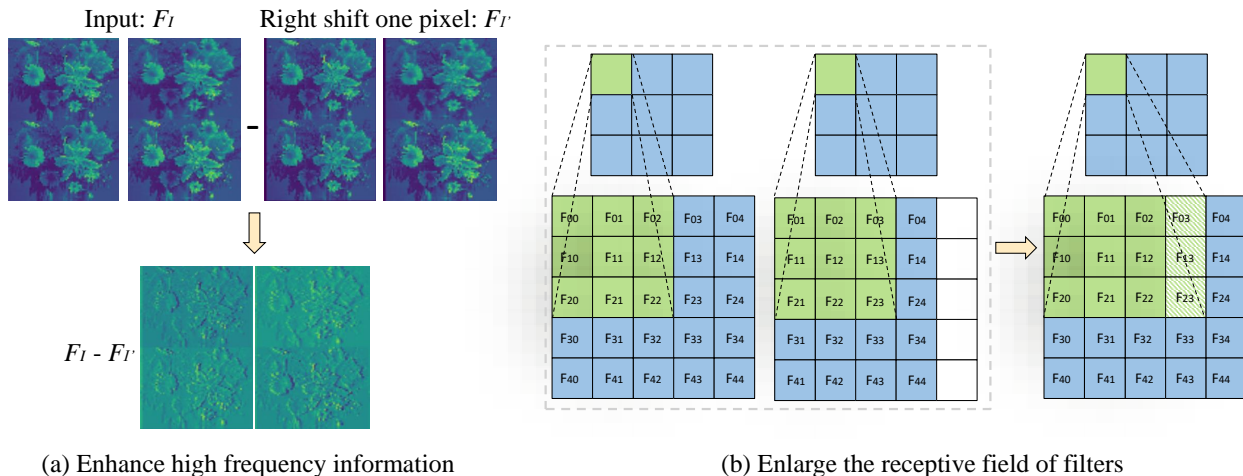 Input: FI Right shift one pixel: FI'
-
FI - FI'
(a) Enhance high frequency information
F00 F01 F02 F03 F04
F10 F11 F12 F13 F14
F20 F21 F22 F23 F24
F30 F31 F32 F33 F34
F40 F41 F42 F43 F44
F01 F02 F03 F04
F11 F12 F13 F14
F21 F22 F23 F24
F31 F32 F33 F34
F41 F42 F43 F44
F00 F01 F02 F03 F04
F10 F11 F12 F13 F14
F20 F21 F22 F23 F24
F30 F31 F32 F33 F34
F40 F41 F42 F43 F44
(b) Enlarge the receptive field of filters